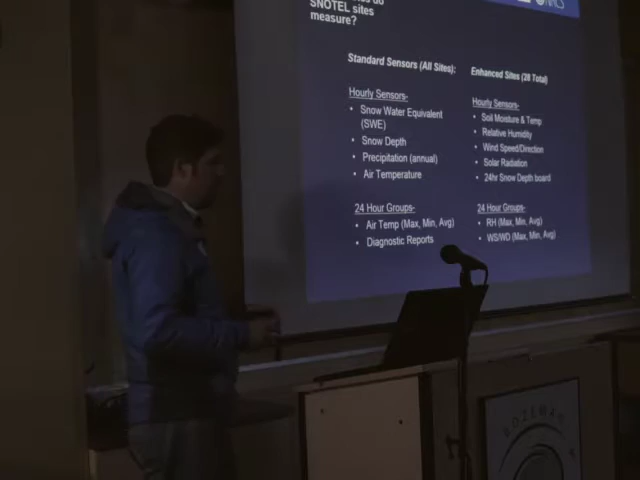 do
SNOTEL sites
measure?
NRCS
Standard Sensors (All Sites):
Enhanced Sites (28 Total)
Hourly Sensors-
• Snow Water Equivalent
(SWE)
• Snow Depth
• Precipitation (annual)
• Air Temperature
Hourly Sensors-
• Soil Moisture & Temp
• Relative Humidity
• Wind Speed/Direction
• Solar Radiation
• 24hr Snow Depth board
24 Hour Groups-
• Air Temp (Max, Min, Avg)
• Diagnostic Reports
24 Hour Groups-
• RH (Max, Min, Avg)
• WS/WD (Max, Min, Avg)
BOZEMAN